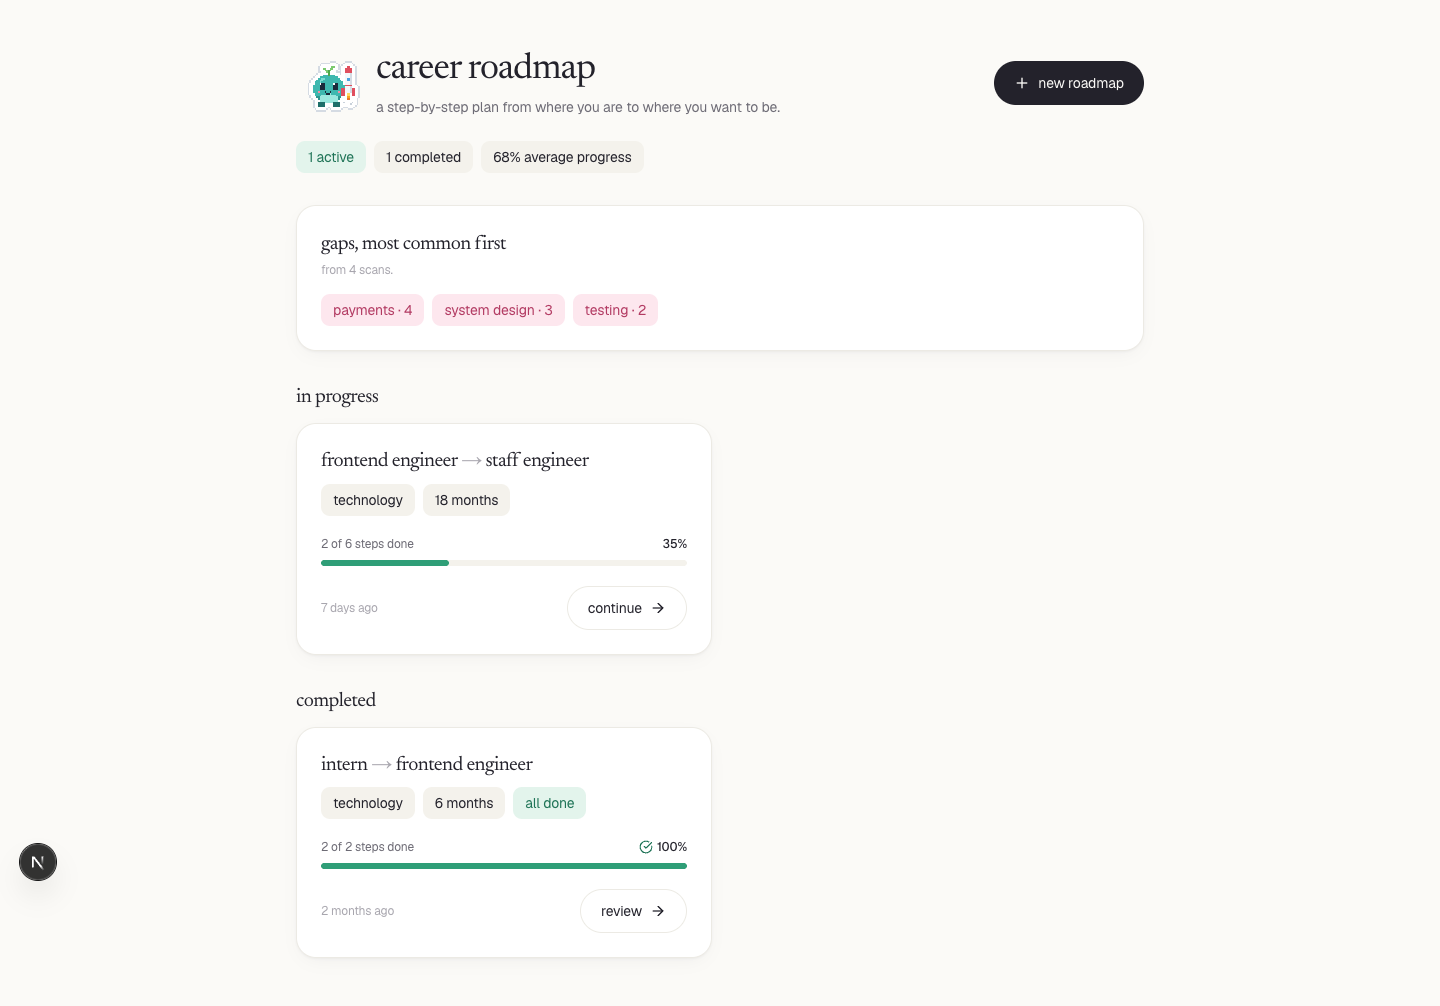 career roadmap
a step-by-step plan from where you are to where you want to be.
+ new roadmap
1 active
1 completed
68% average progress
gaps, most common first
from 4 scans.
payments · 4
system design · 3
testing · 2
in progress
frontend engineer → staff engineer
technology
18 months
2 of 6 steps done
35%
7 days ago
continue →
completed
intern → frontend engineer
technology
6 months
all done
2 of 2 steps done
100%
2 months ago
review →
N